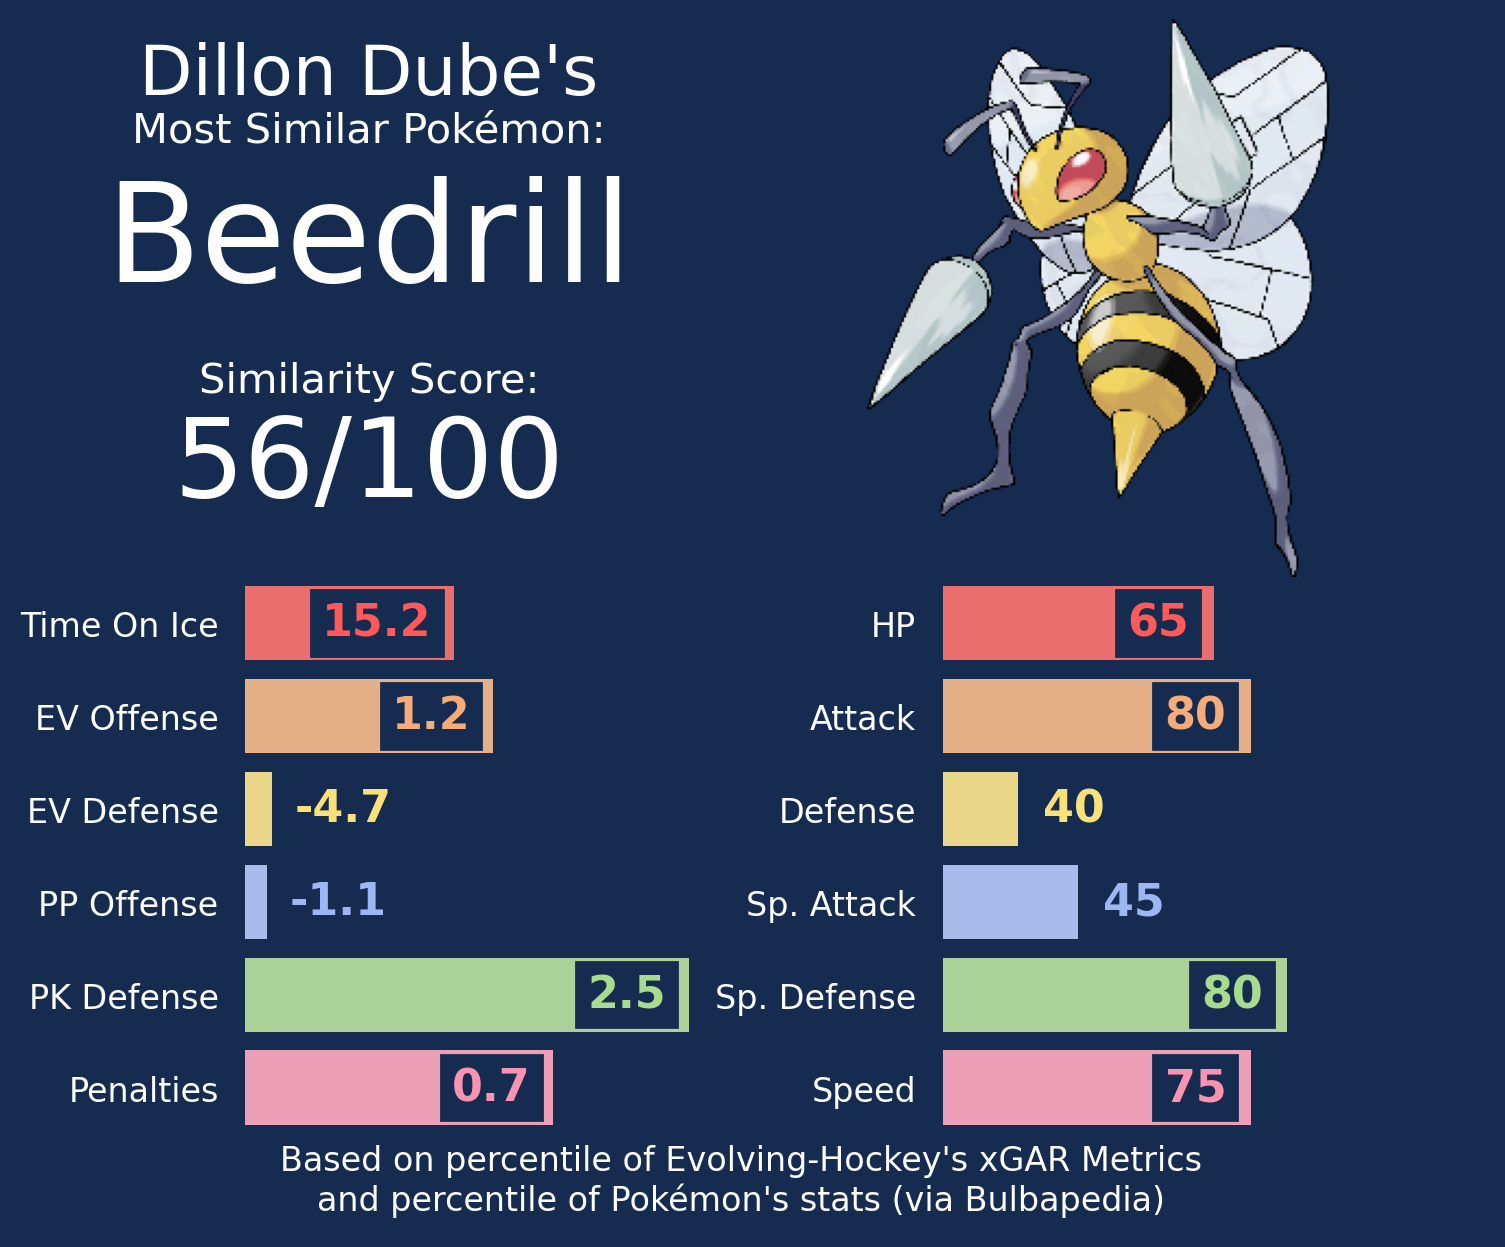 Dillon Dube's
Most Similar Pokémon:
Beedrill
Similarity Score:
56/100
Time On Ice 15.2
EV Offense 1.2
EV Defense -4.7
PP Offense -1.1
PK Defense 2.5
Penalties 0.7
HP 65
Attack 80
Defense 40
Sp. Attack 45
Sp. Defense 80
Speed 75
Based on percentile of Evolving-Hockey's xGAR Metrics
and percentile of Pokémon's stats (via Bulbapedia)